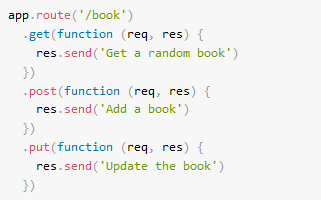 app.route('/book')
  .get(function (req, res) {
    res.send('Get a random book')
  })
  .post(function (req, res) {
    res.send('Add a book')
  })
  .put(function (req, res) {
    res.send('Update the book')
  })